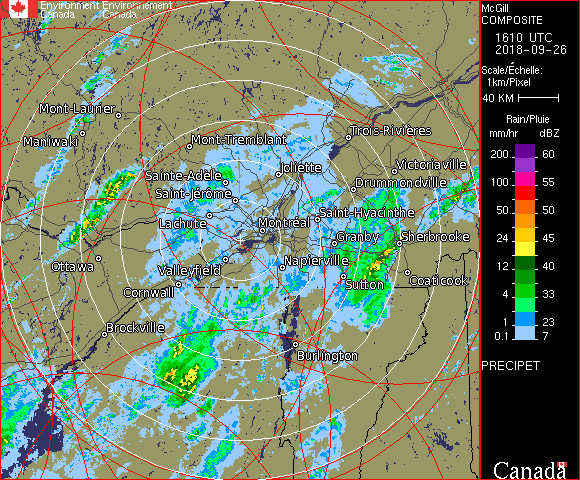 Environment Environnement
Canada Canada
Mont-Laurier
Maniwaki
Mont-Tremblant
Trois-Rivières
Joliette
Victoriaville
Sainte-Adèle
Drummondville
Saint-Jérôme
Saint-Hyacinthe
Lachute
Montréal
Granby
Sherbrooke
Ottawa
Valleyfield
Napierville
Coaticook
Sutton
Cornwall
Brockville
Burlington
McGill
COMPOSITE
1610 UTC
2018-09-26
Scale/Échelle:
1km/Pixel
40 KM
Rain/Pluie
mm/hr dBZ
200 60
100 55
50 50
24 45
12 40
4 33
1 23
0.1 7
PRECIPET
Canada